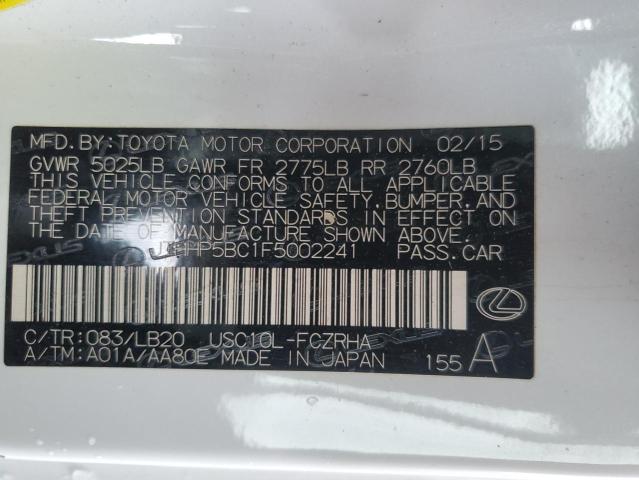 MFD.BY:TOYOTA MOTOR CORPORATION 02/15
GVWR 5025LB GAWR FR 2775LB RR 2760LB
THIS VEHICLE CONFORMS TO ALL APPLICABLE
FEDERAL MOTOR VEHICLE SAFETY,BUMPER,AND
THEFT PREVENTION STANDARDS IN EFFECT ON
THE DATE OF MANUFACTURE SHOWN ABOVE.
PASS.CAR
C/TR:083/LB20 USC10L-FCZRHA
A/TM:A01A/AA80E MADE IN JAPAN 155 A